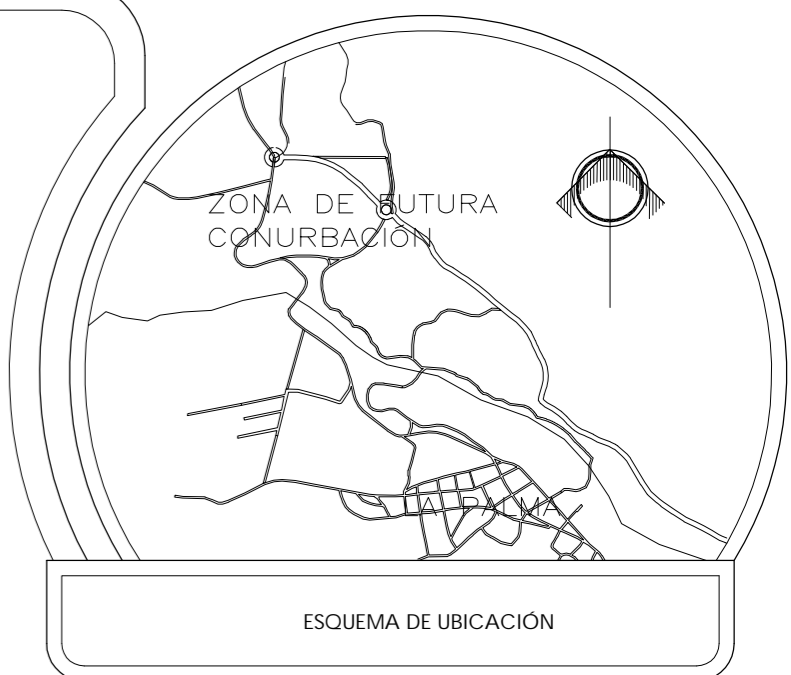 ZONA DE FUTURA
CONURBACIÓN
LA PALMA
ESQUEMA DE UBICACIÓN